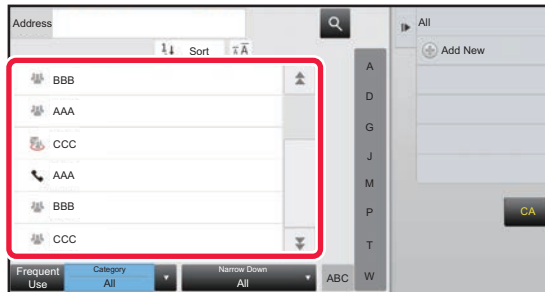 Address
Sort
All
Add New
BBB
AAA
CCC
AAA
BBB
CCC
A
D
G
J
M
P
T
W
CA
Frequent
Use
Category
All
Narrow Down
All
ABC